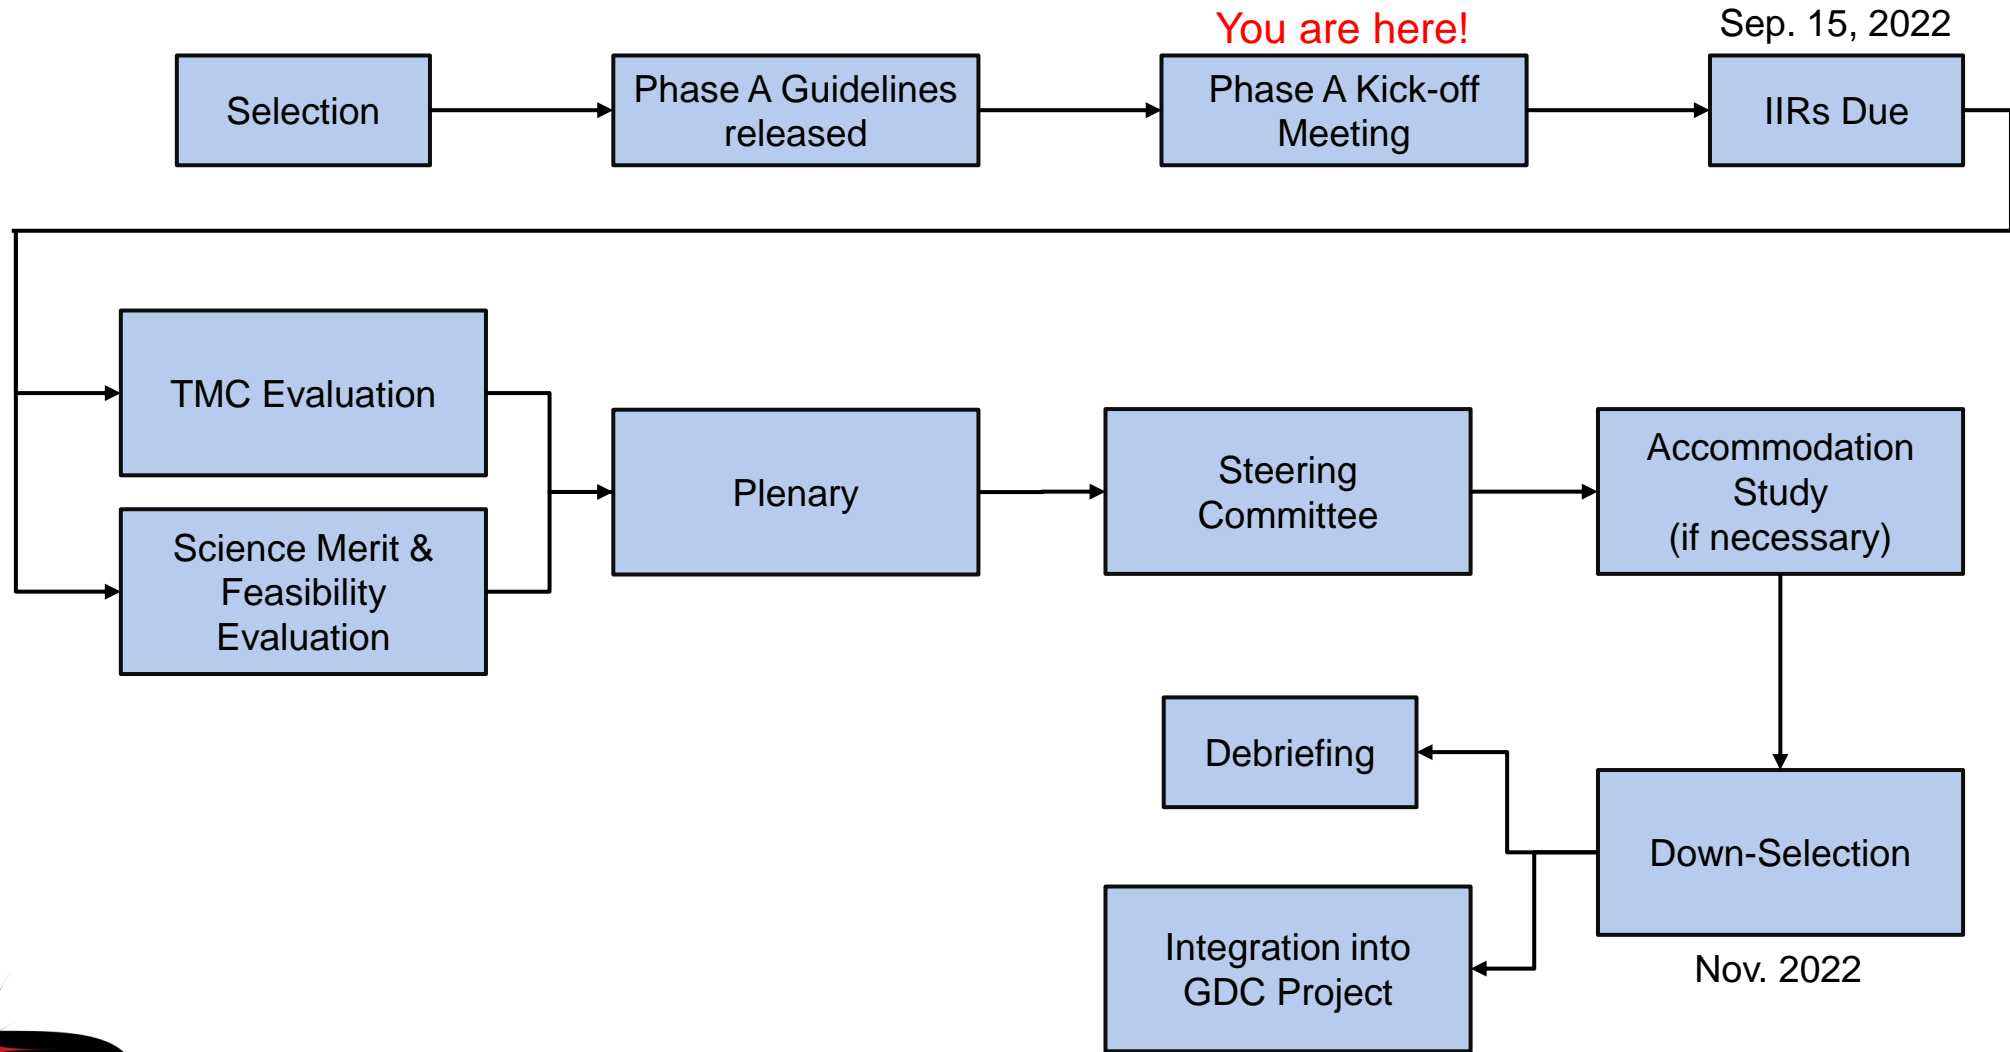 You are here!
Sep. 15, 2022
Selection
Phase A Guidelines
released
Phase A Kick-off
Meeting
IIRs Due
TMC Evaluation
Science Merit &
Feasibility
Evaluation
Plenary
Steering
Committee
Accommodation
Study
(if necessary)
Debriefing
Down-Selection
Integration into
GDC Project
Nov. 2022